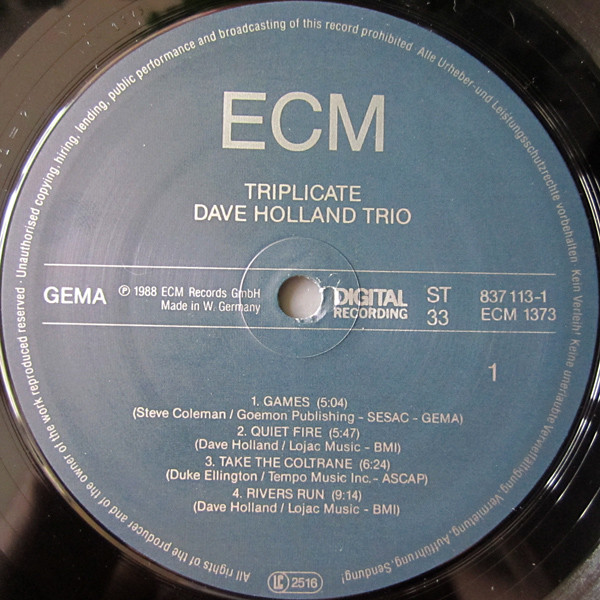 All rights of the producer and of the owner of the work reproduced reserved · Unauthorised copying, hiring, lending, public performance and broadcasting of this record prohibited
Alle Urheber- und Leistungsschutzrechte vorbehalten Kein Verleih! Keine unerlaubte Vervielfältigung, Vermietung, Aufführung, Sendung!
ECM
TRIPLICATE
DAVE HOLLAND TRIO
GEMA
Ⓟ 1988 ECM Records GmbH
Made in W. Germany
DIGITAL
RECORDING
ST
33
837 113-1
ECM 1373
1
1. GAMES (5:04)
(Steve Coleman / Goemon Publishing – SESAC – GEMA)
2. QUIET FIRE (5:47)
(Dave Holland / Lojac Music – BMI)
3. TAKE THE COLTRANE (6:24)
(Duke Ellington / Tempo Music Inc. – ASCAP)
4. RIVERS RUN (9:14)
(Dave Holland / Lojac Music – BMI)
LC 2516